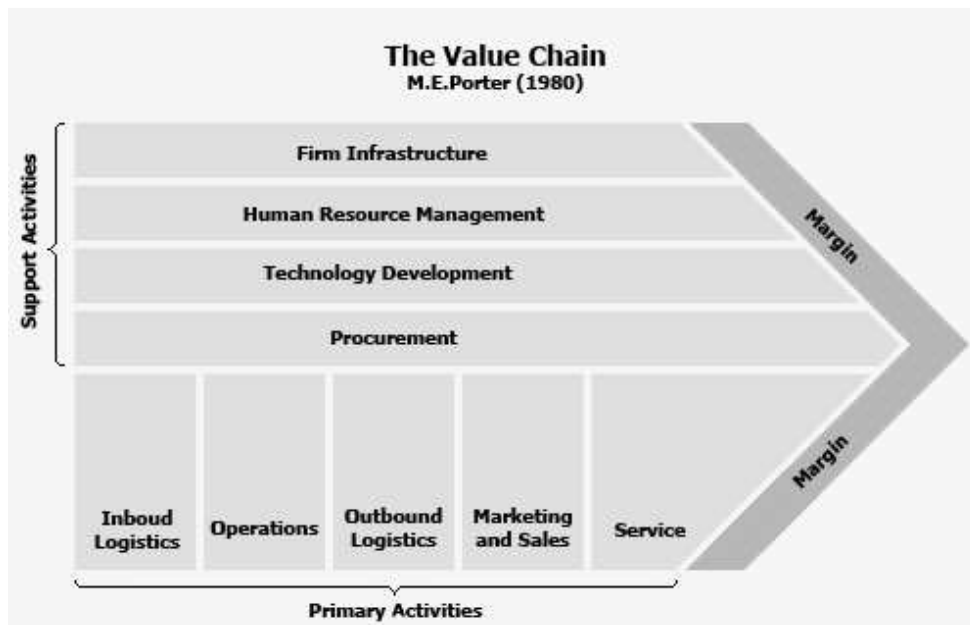 The Value Chain
M.E.Porter (1980)
Support Activities
Firm Infrastructure
Human Resource Management
Technology Development
Procurement
Margin
Margin
Inboud
Logistics
Operations
Outbound
Logistics
Marketing
and Sales
Service
Primary Activities